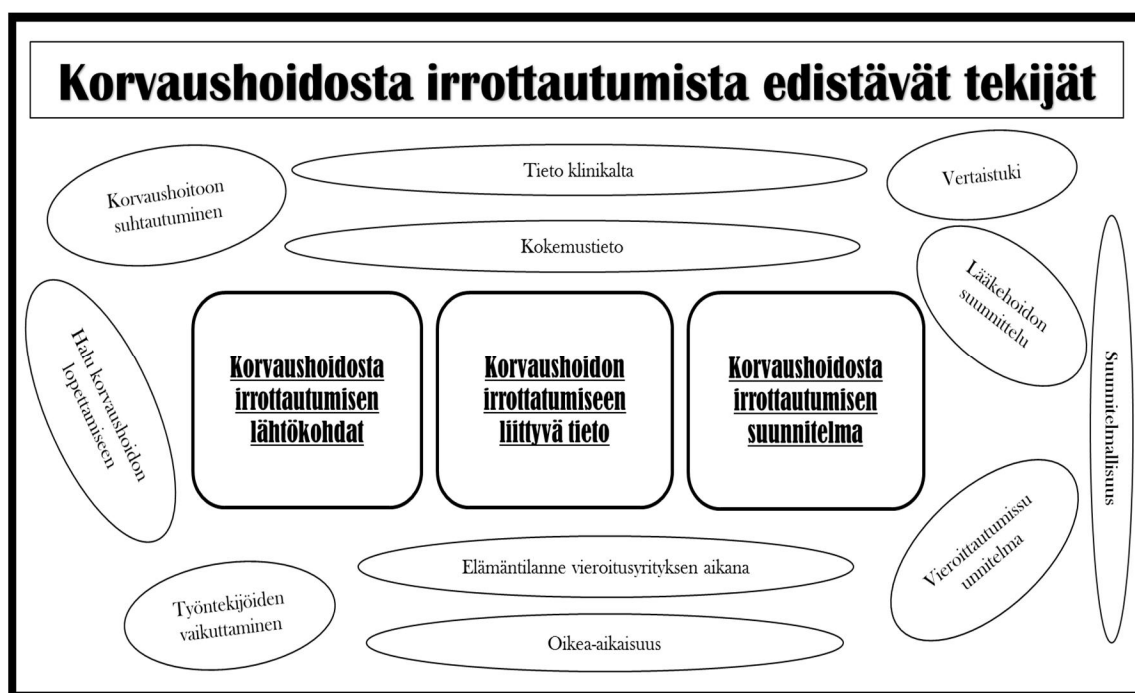 Korvaushoidosta irrottautumista edistävät tekijät
Korvaushoitoon
suhtautuminen
Tieto klinikalta
Vertaistuki
Kokemustieto
Lääkehoidon
suunnittelu
Halu korvaushoidon
lopettamiseen
Korvaushoidosta
irrottautumisen
lähtökohdat
Korvaushoidon
irrottatumiseen
liittyvä tieto
Korvaushoidosta
irrottautumisen
suunnitelma
Suunnitelmallisuus
Vieroittautumissu
unnitelma
Elämäntilanne vieroitusyrityksen aikana
Työntekijöiden
vaikuttaminen
Oikea-aikaisuus